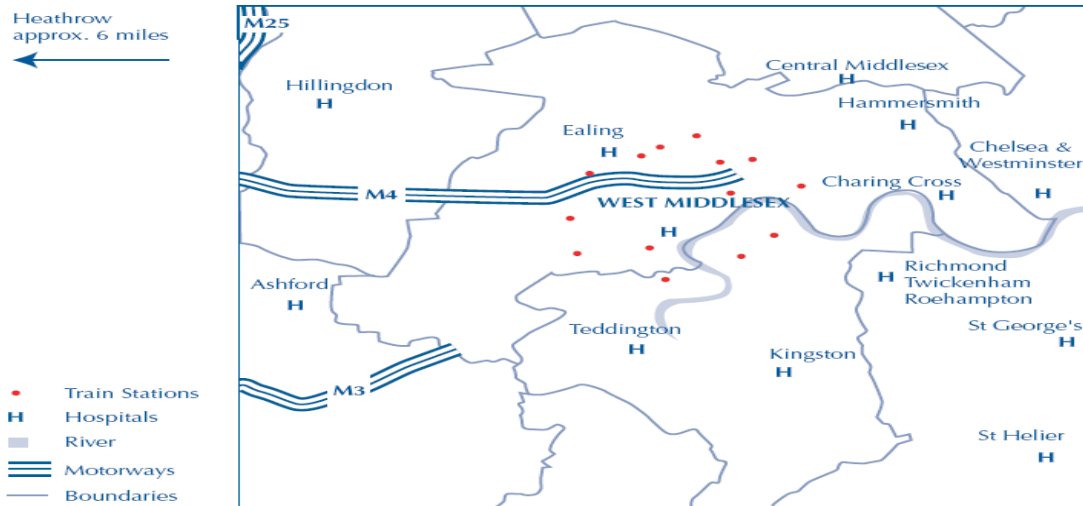 Heathrow
approx. 6 miles
M25
Central Middlesex
H
Hillingdon
H
Hammersmith
H
Ealing
H
Chelsea &
Westminster
H
M4
Charing Cross
H
WEST MIDDLESEX
H
Ashford
H
Richmond
Twickenham
Roehampton
H
Teddington
H
St George's
H
Kingston
H
M3
St Helier
H
Train Stations
H Hospitals
River
Motorways
Boundaries